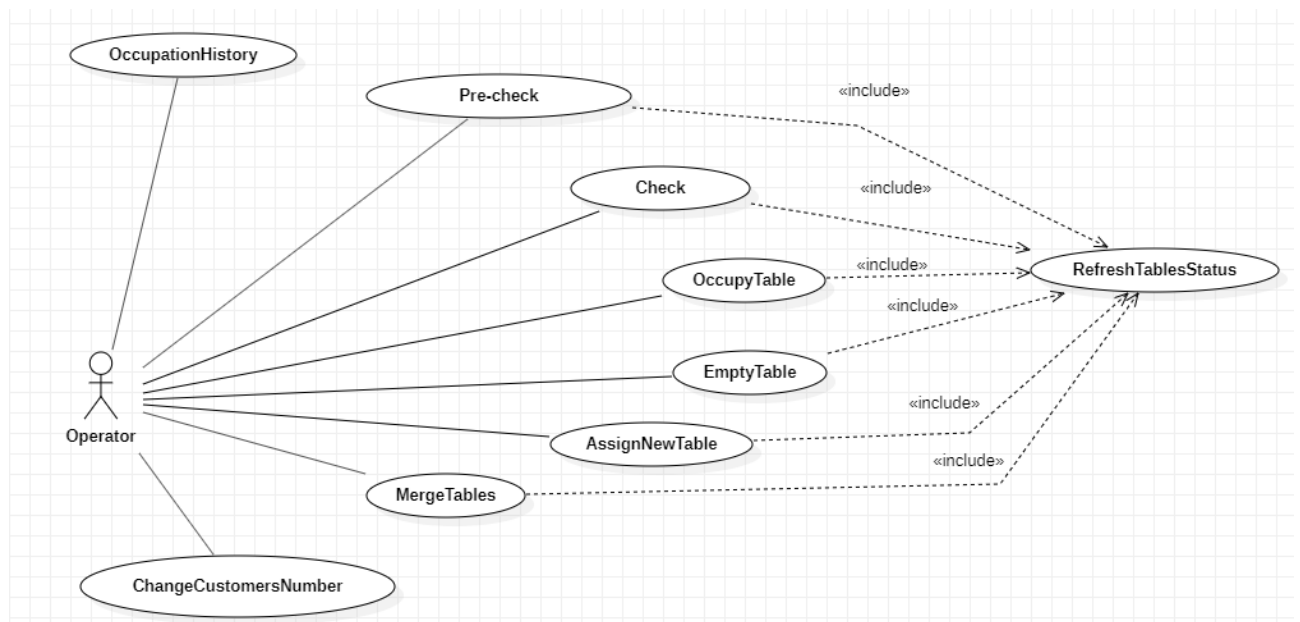 OccupationHistory
Pre-check
«include»
Check
«include»
OccupyTable
«include»
RefreshTablesStatus
«include»
EmptyTable
«include»
AssignNewTable
Operator
«include»
MergeTables
ChangeCustomersNumber